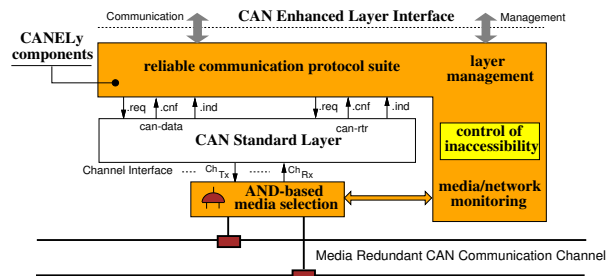 Communication
CAN Enhanced Layer Interface
Management
CANELy
components
reliable communication protocol suite
layer
management
.req
.cnf
.ind
.req
.cnf
.ind
can-data
can-rtr
CAN Standard Layer
control of
inaccessibility
Channel Interface
Ch Tx
Ch Rx
AND-based
media selection
media/network
monitoring
Media Redundant CAN Communication Channel